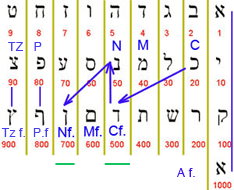 א ב ג ד ה ו ז ח ט
9 8 7 6 5 4 3 2 1
TZ P N M C
י כ ל מ נ ס ע פ צ
90 80 70 60 50 40 30 20 10
ק ר ש ת ך ם ן ף ץ
Tz f. P.f Nf. Mf. Cf.
900 800 700 600 500 400 300 200 100
A f. א
1000